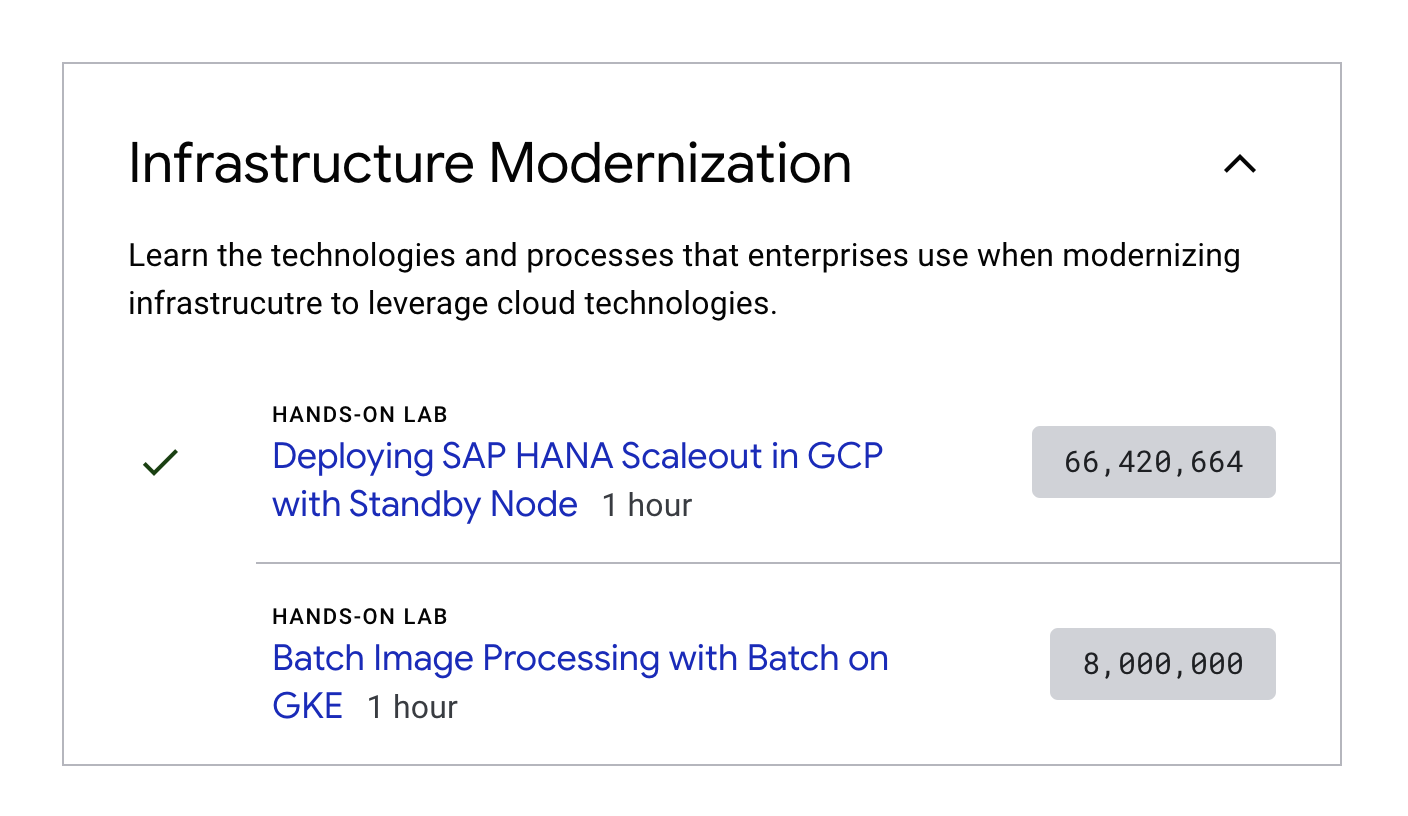 Infrastructure Modernization
Learn the technologies and processes that enterprises use when modernizing
infrastrucutre to leverage cloud technologies.
HANDS-ON LAB
Deploying SAP HANA Scaleout in GCP
with Standby Node 1 hour
66,420,664
HANDS-ON LAB
Batch Image Processing with Batch on
GKE 1 hour
8,000,000